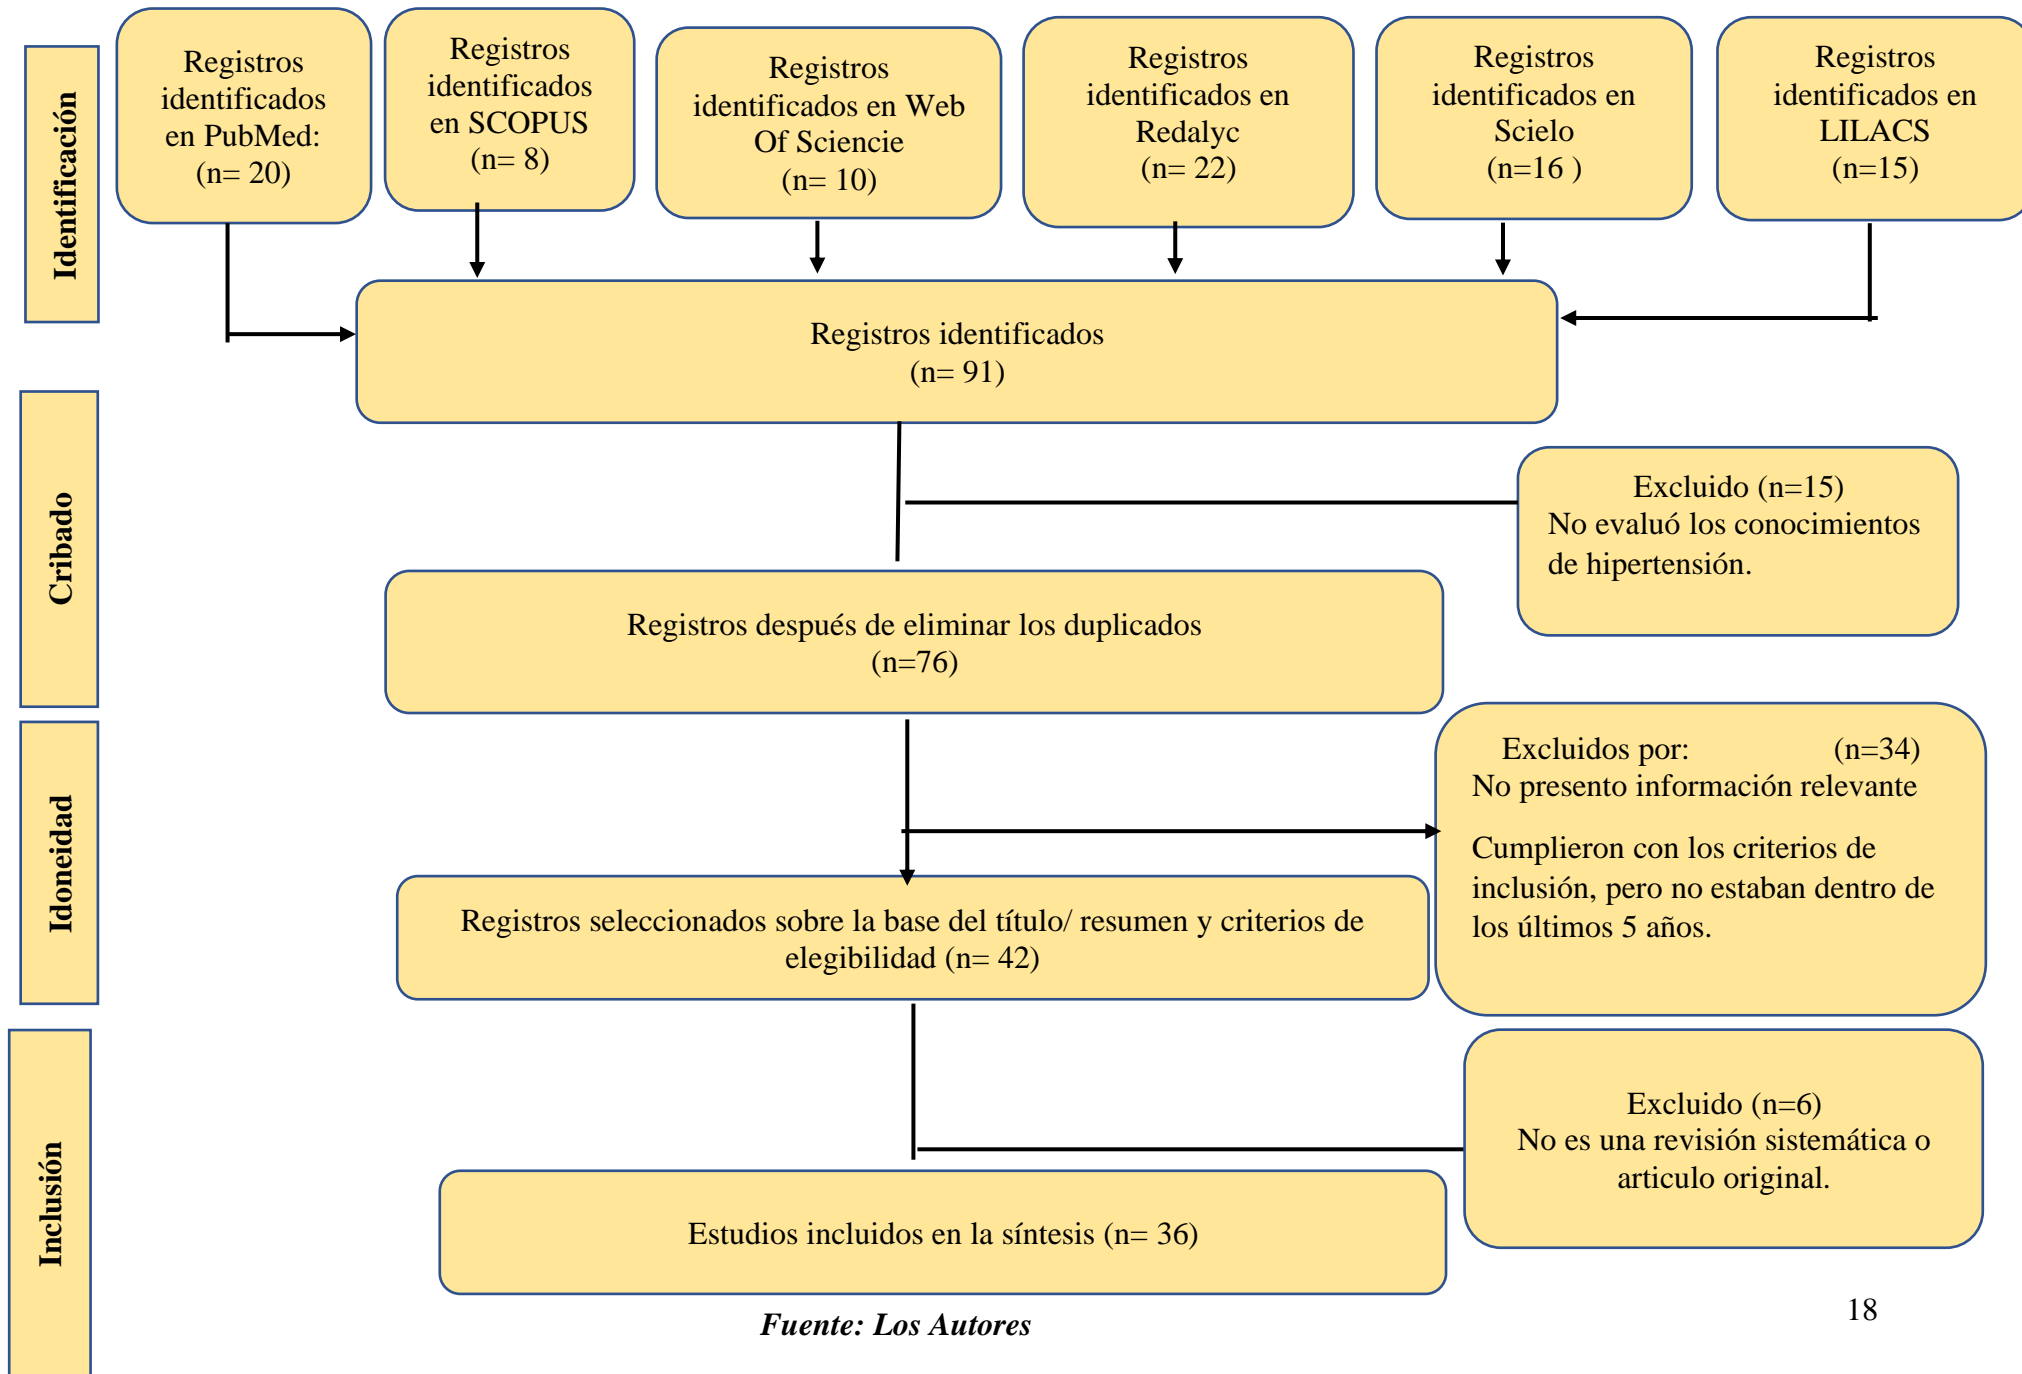 Identificación
Registros
identificados
en PubMed:
(n= 20)
Registros
identificados
en SCOPUS
(n= 8)
Registros
identificados en Web
Of Sciencie
(n= 10)
Registros
identificados en
Redalyc
(n= 22)
Registros
identificados en
Scielo
(n=16 )
Registros
identificados en
LILACS
(n=15)
Registros identificados
(n= 91)
Cribado
Excluido (n=15)
No evaluó los conocimientos
de hipertensión.
Registros después de eliminar los duplicados
(n=76)
Idoneidad
Excluidos por: (n=34)
No presento información relevante
Cumplieron con los criterios de
inclusión, pero no estaban dentro de
los últimos 5 años.
Registros seleccionados sobre la base del título/ resumen y criterios de
elegibilidad (n= 42)
Inclusión
Excluido (n=6)
No es una revisión sistemática o
articulo original.
Estudios incluidos en la síntesis (n= 36)
Fuente: Los Autores
18